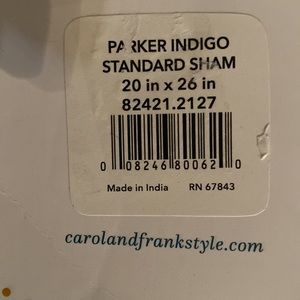 PARKER INDIGO
STANDARD SHAM
20 in x 26 in
82421.2127
0 08246 80062 0
Made in India RN 67843
carolandfrankstyle.com